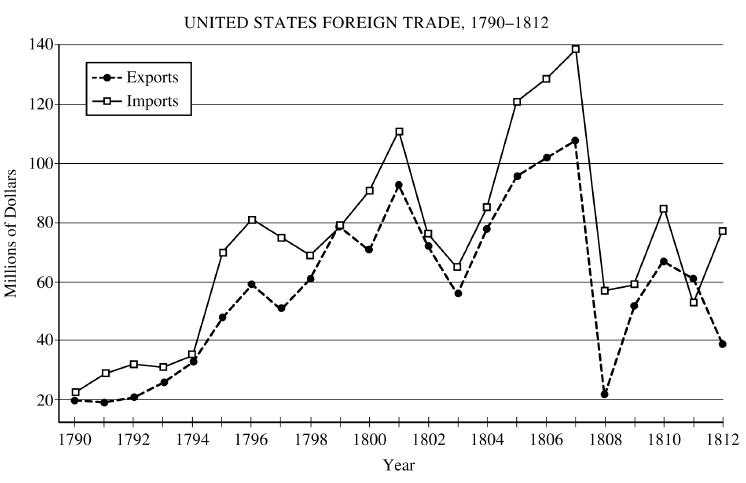 UNITED STATES FOREIGN TRADE, 1790–1812
140
120
100
80
60
40
20
Exports
Imports
Millions of Dollars
1790 1792 1794 1796 1798 1800 1802 1804 1806 1808 1810 1812
Year